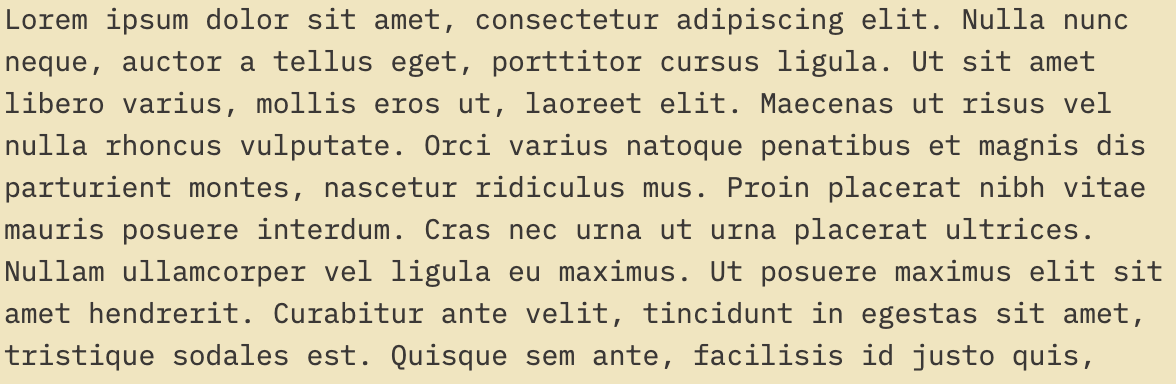 Lorem ipsum dolor sit amet, consectetur adipiscing elit. Nulla nunc
neque, auctor a tellus eget, porttitor cursus ligula. Ut sit amet
libero varius, mollis eros ut, laoreet elit. Maecenas ut risus vel
nulla rhoncus vulputate. Orci varius natoque penatibus et magnis dis
parturient montes, nascetur ridiculus mus. Proin placerat nibh vitae
mauris posuere interdum. Cras nec urna ut urna placerat ultrices.
Nullam ullamcorper vel ligula eu maximus. Ut posuere maximus elit sit
amet hendrerit. Curabitur ante velit, tincidunt in egestas sit amet,
tristique sodales est. Quisque sem ante, facilisis id justo quis,